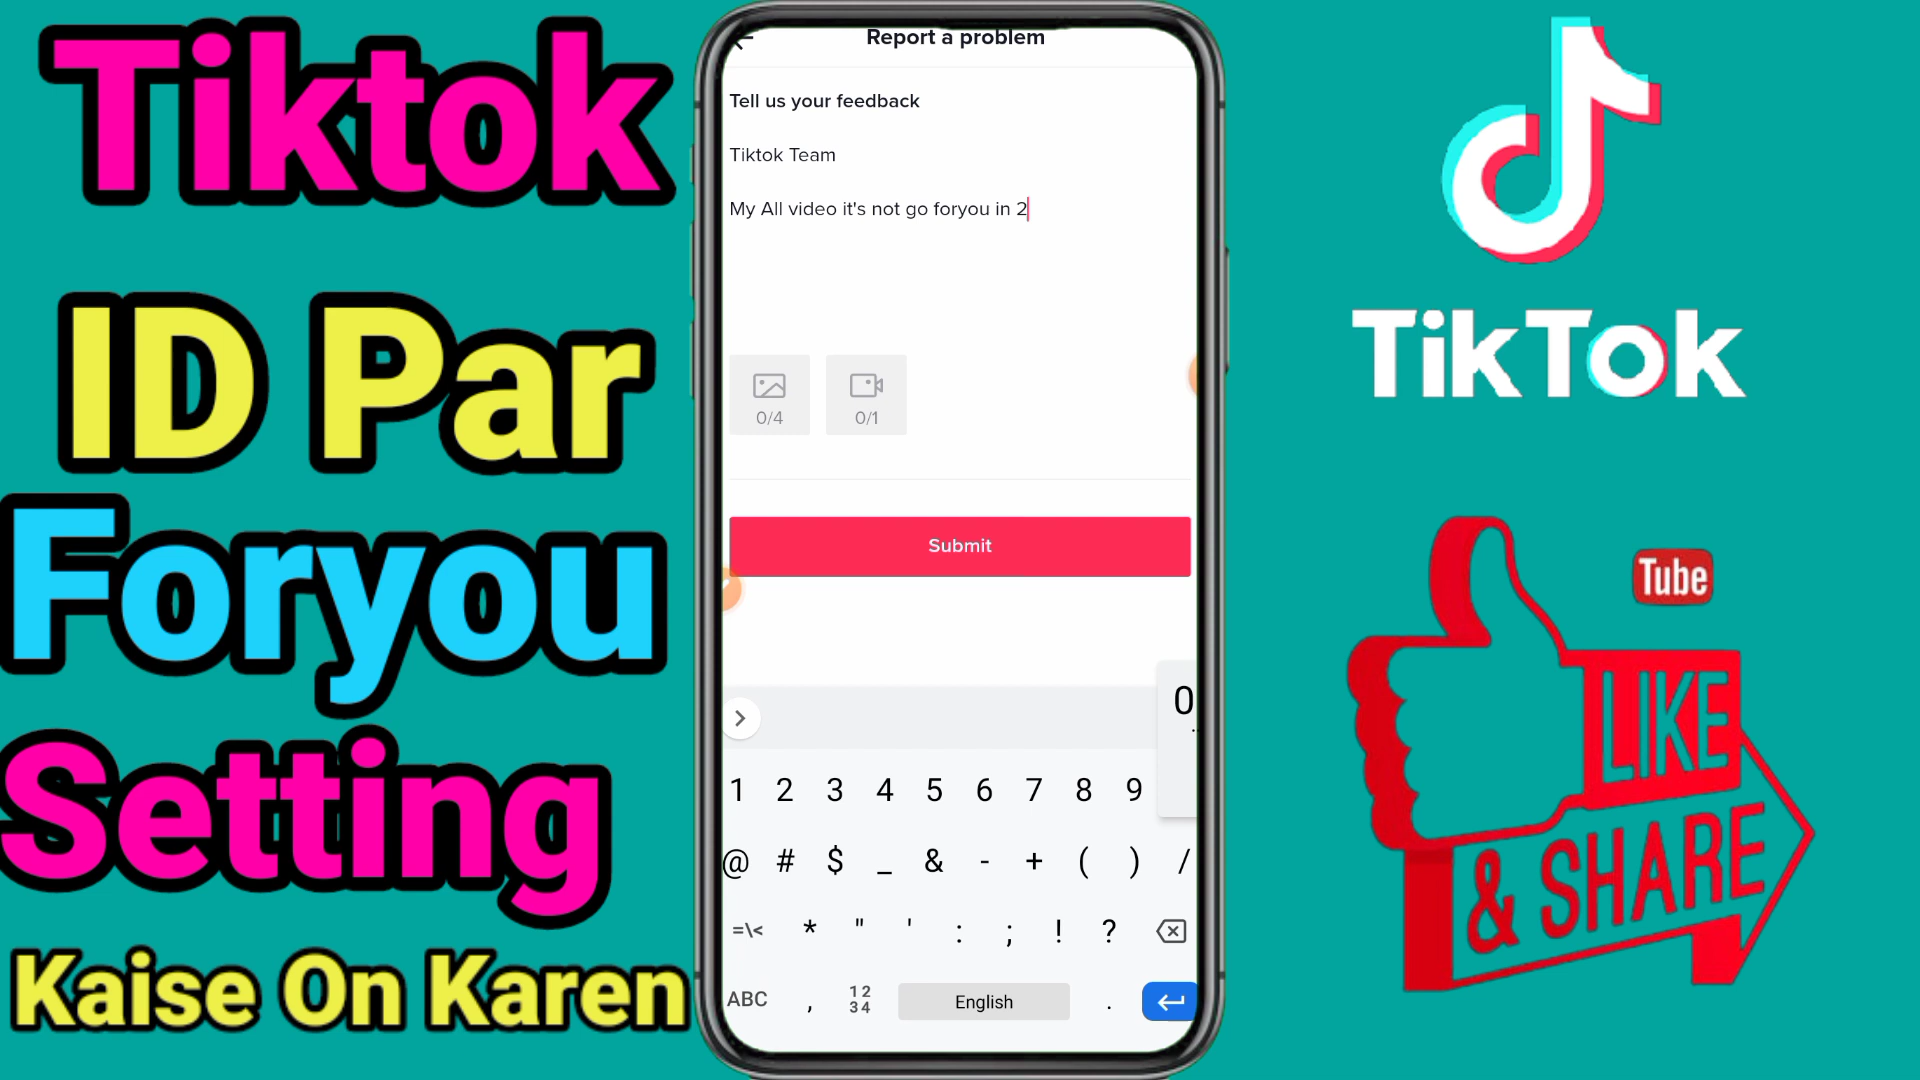 Tiktok
ID Par
Foryou
Setting
Kaise On Karen
Report a problem
Tell us your feedback
Tiktok Team
My All video it's not go foryou in 2
0/4
0/1
Submit
0
1 2 3 4 5 6 7 8 9
@ # $ _ & - + ( ) /
=\< * " ' : ; ! ?
ABC , 12 34 English .
TikTok
Tube
LIKE
& SHARE